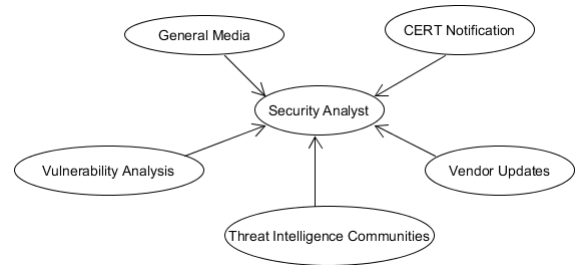 General Media
CERT Notification
Security Analyst
Vulnerability Analysis
Vendor Updates
Threat Intelligence Communities